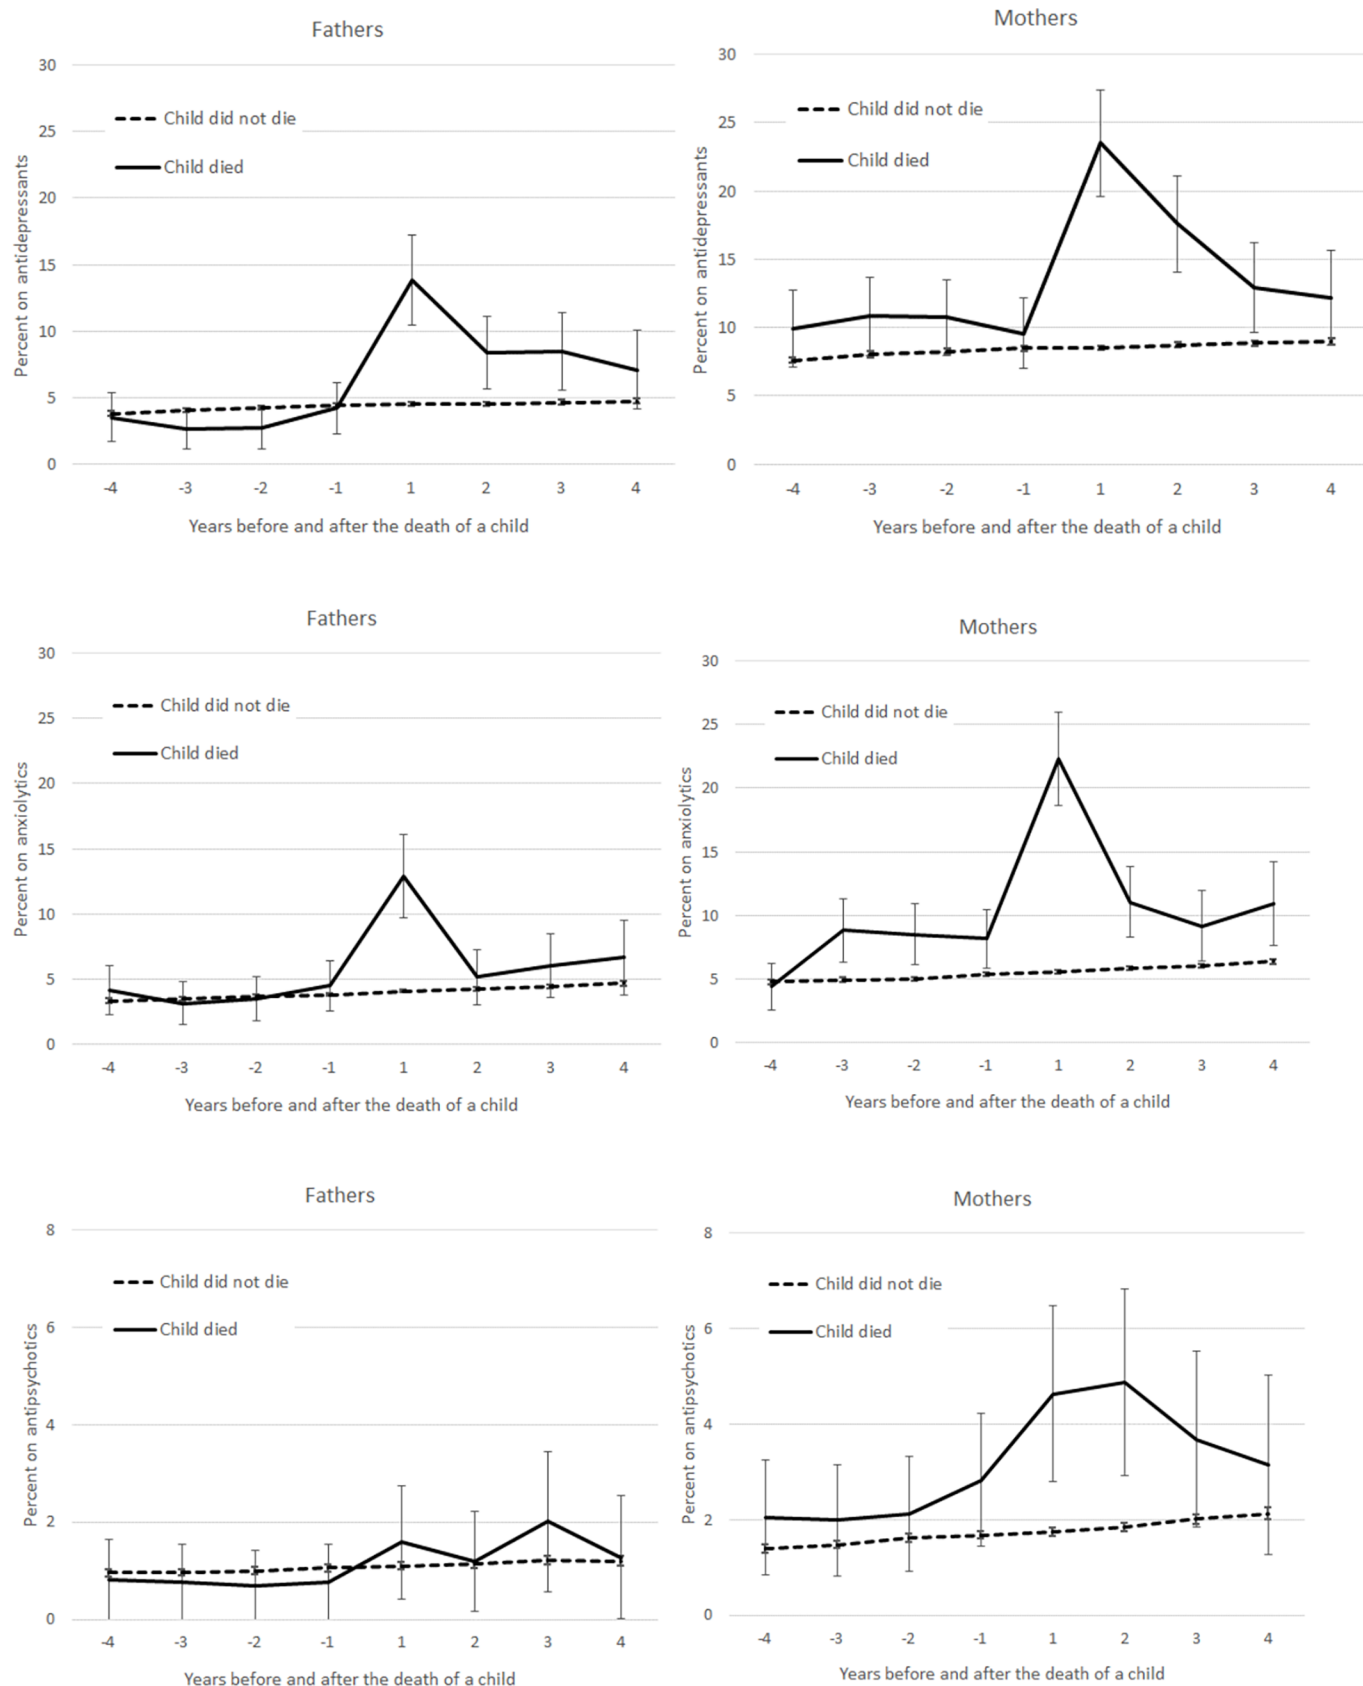 Fathers
30
25
20
15
10
5
0
Percent on antidepressants
Child did not die
Child died
-4 -3 -2 -1 1 2 3 4
Years before and after the death of a child
Mothers
30
25
20
15
10
5
0
Percent on antidepressants
Child did not die
Child died
-4 -3 -2 -1 1 2 3 4
Years before and after the death of a child
Fathers
30
25
20
15
10
5
0
Percent on anxiolytics
Child did not die
Child died
-4 -3 -2 -1 1 2 3 4
Years before and after the death of a child
Mothers
30
25
20
15
10
5
0
Percent on anxiolytics
Child did not die
Child died
-4 -3 -2 -1 1 2 3 4
Years before and after the death of a child
Fathers
8
6
4
2
0
Percent on antipsychotics
Child did not die
Child died
-4 -3 -2 -1 1 2 3 4
Years before and after the death of a child
Mothers
8
6
4
2
0
Percent on antipsychotics
Child did not die
Child died
-4 -3 -2 -1 1 2 3 4
Years before and after the death of a child